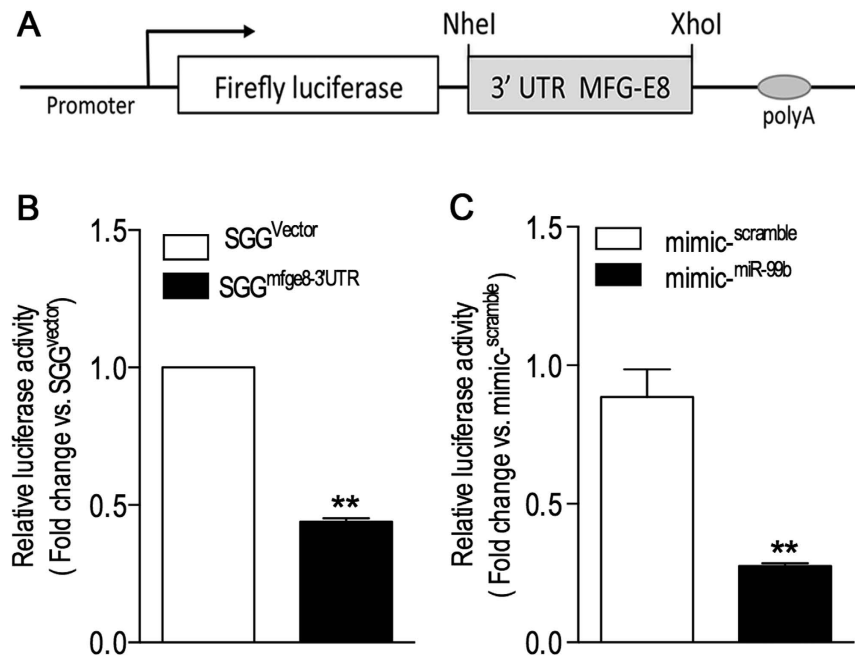 A
NheI
XhoI
Promoter
Firefly luciferase
3’ UTR MFG-E8
polyA
B
Relative luciferase activity
( Fold change vs. SGGvector)
1.5
1.0
0.5
0.0
SGGVector
SGGmfge8-3'UTR
**
C
Relative luciferase activity
( Fold change vs. mimic-scramble)
1.5
1.0
0.5
0.0
mimic-scramble
mimic-miR-99b
**